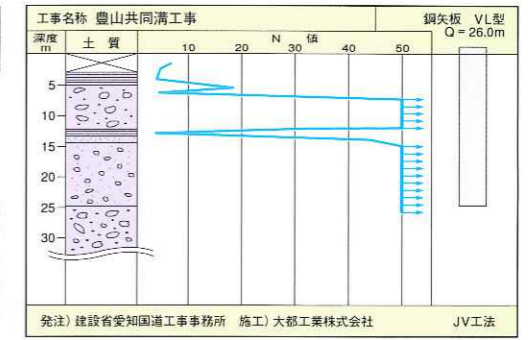 工事名称 豊山共同溝工事
鋼矢板 VL型
Q = 26.0m
深度
m
土 質
N 値
10 20 30 40 50
5
10
15
20
25
30
発注) 建設省愛知国道工事事務所 施工) 大都工業株式会社
JV工法